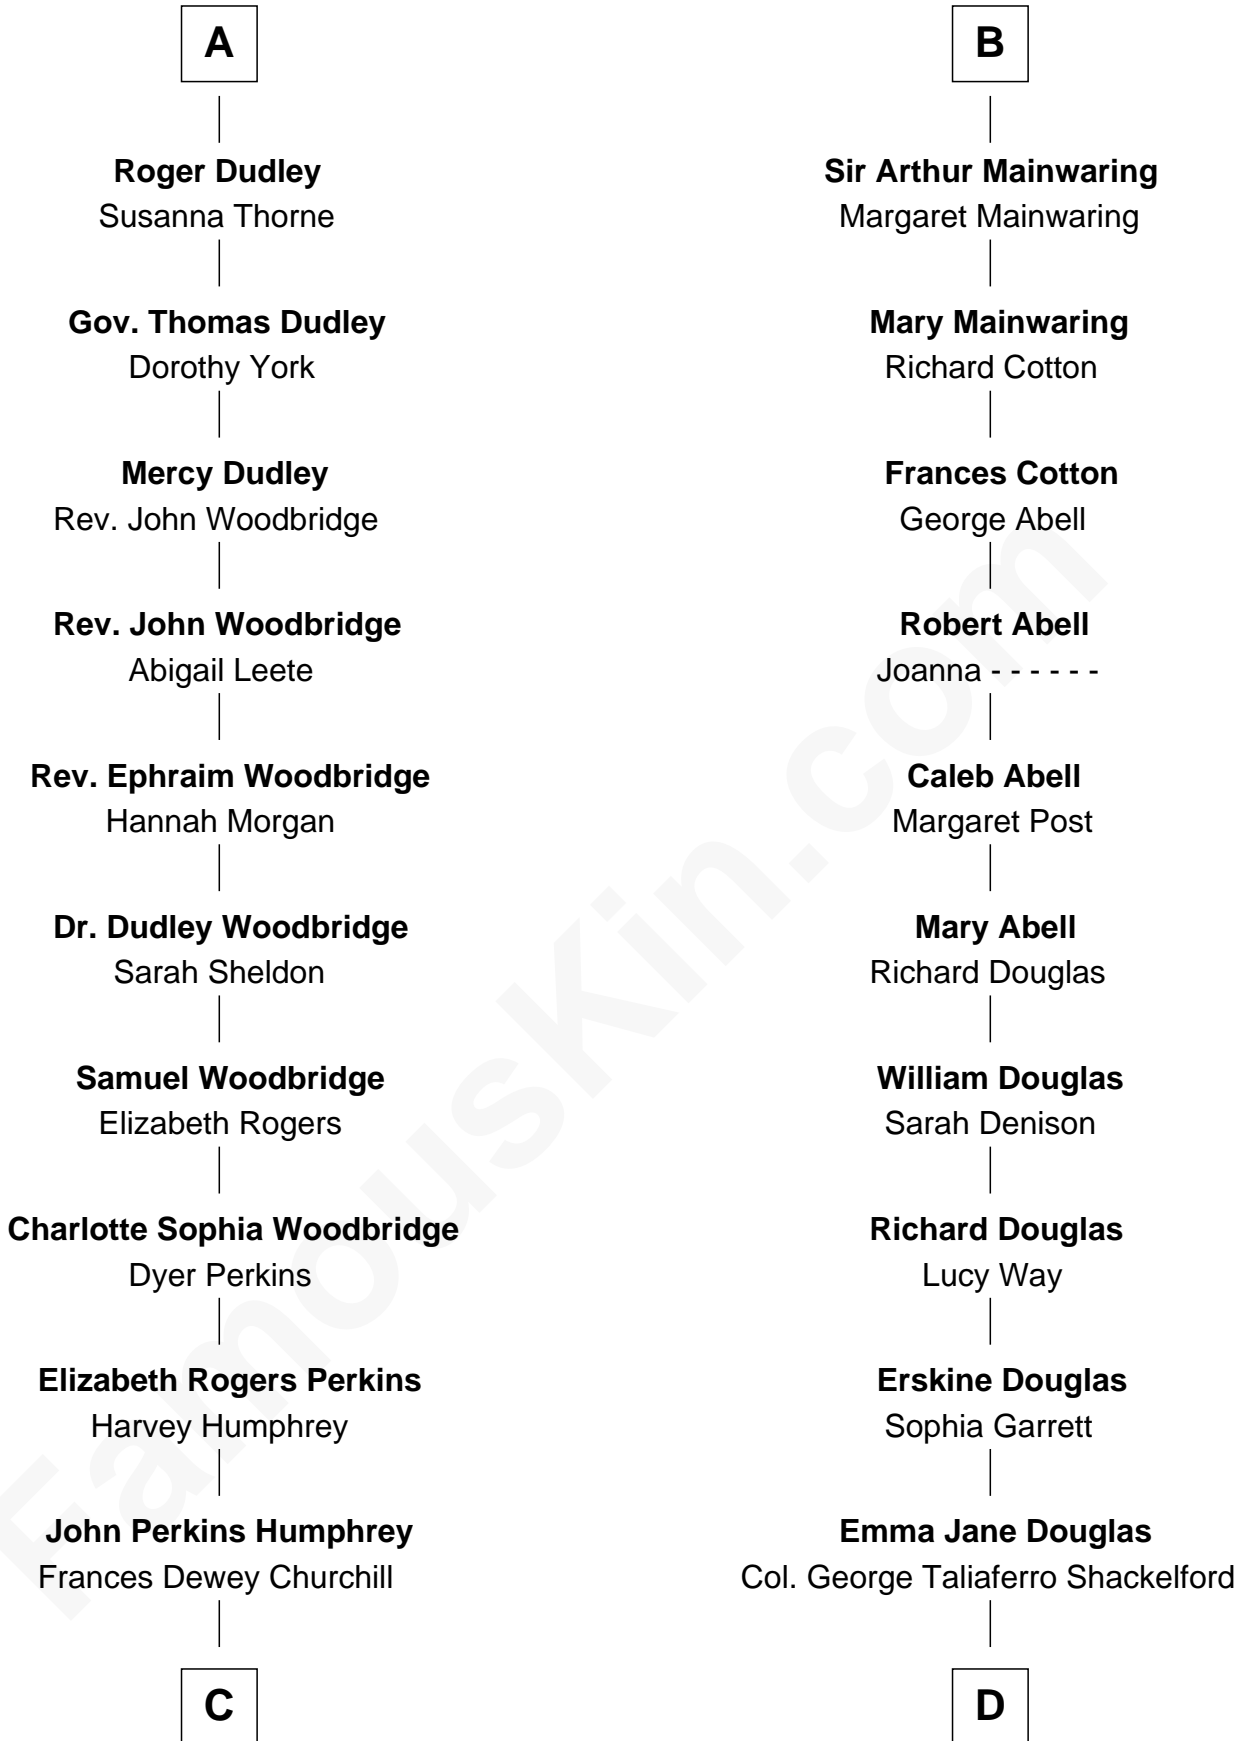 A
Roger Dudley
Susanna Thorne
Gov. Thomas Dudley
Dorothy York
Mercy Dudley
Rev. John Woodbridge
Rev. John Woodbridge
Abigail Leete
Rev. Ephraim Woodbridge
Hannah Morgan
Dr. Dudley Woodbridge
Sarah Sheldon
Samuel Woodbridge
Elizabeth Rogers
Charlotte Sophia Woodbridge
Dyer Perkins
Elizabeth Rogers Perkins
Harvey Humphrey
John Perkins Humphrey
Frances Dewey Churchill
C
B
Sir Arthur Mainwaring
Margaret Mainwaring
Mary Mainwaring
Richard Cotton
Frances Cotton
George Abell
Robert Abell
Joanna - - - - - -
Caleb Abell
Margaret Post
Mary Abell
Richard Douglas
William Douglas
Sarah Denison
Richard Douglas
Lucy Way
Erskine Douglas
Sophia Garrett
Emma Jane Douglas
Col. George Taliaferro Shackelford
D
FamousKin.com